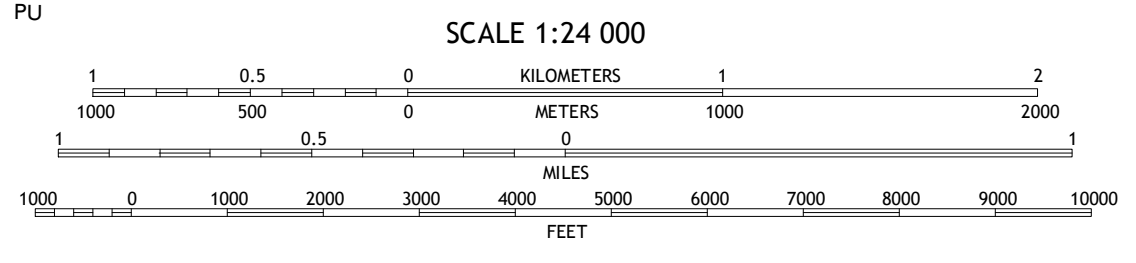 PU
SCALE 1:24 000
1 0.5 0 KILOMETERS 1 2
1000 500 0 METERS 1000 2000
1 0.5 0 1
MILES
1000 0 1000 2000 3000 4000 5000 6000 7000 8000 9000 10000
FEET